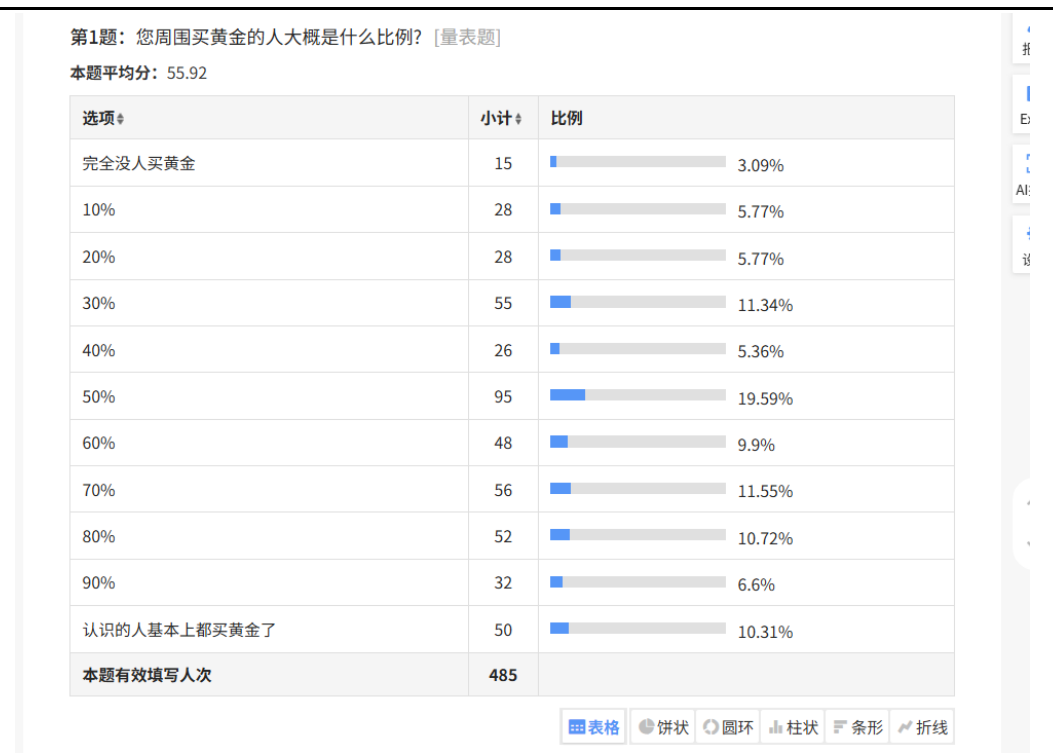 第1题：您周围买黄金的人大概是什么比例? [量表题]
本题平均分：55.92
选项 小计 比例
完全没人买黄金 15 3.09%
10% 28 5.77%
20% 28 5.77%
30% 55 11.34%
40% 26 5.36%
50% 95 19.59%
60% 48 9.9%
70% 56 11.55%
80% 52 10.72%
90% 32 6.6%
认识的人基本上都买黄金了 50 10.31%
本题有效填写人次 485
表格 饼状 圆环 柱状 条形 折线
AI